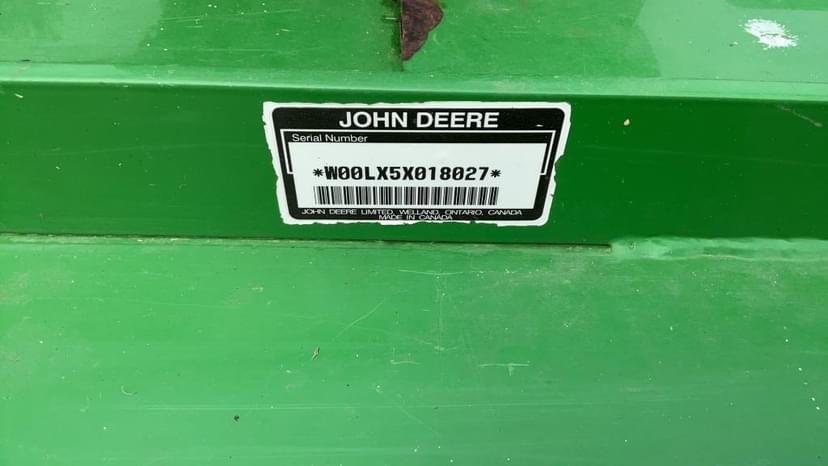 JOHN DEERE
Serial Number
*W00LX5X018027*
JOHN DEERE LIMITED, WELLAND, ONTARIO, CANADA
MADE IN CANADA